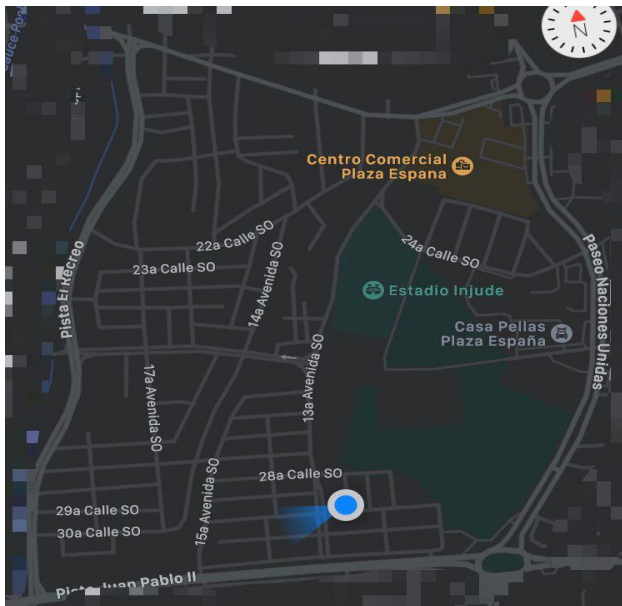 N
Centro Comercial
Plaza Espana
22a Calle SO
24a Calle SO
23a Calle SO
14a Avenida SO
Estadio Injude
Pista El Recreo
Paseo Naciones Unidas
Casa Pellas
Plaza España
17a Avenida SO
13a Avenida SO
28a Calle SO
15a Avenida SO
29a Calle SO
30a Calle SO
Pista Juan Pablo II